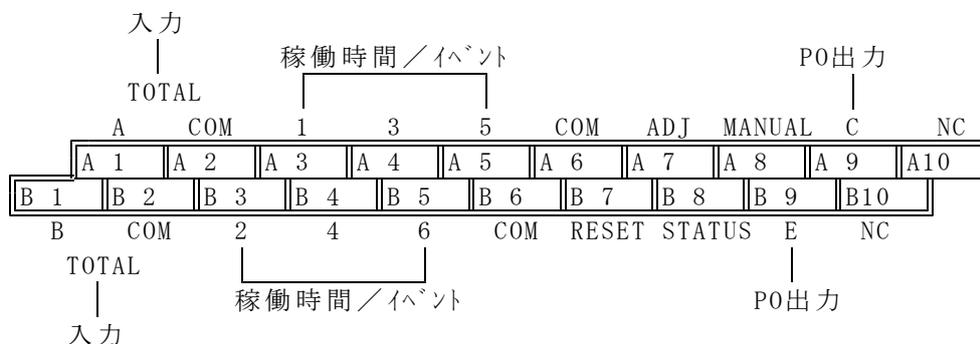 入力
稼働時間／ｲﾍﾞﾝﾄ PO出力
TOTAL
A COM 1 3 5 COM ADJ MANUAL C NC
A 1 A 2 A 3 A 4 A 5 A 6 A 7 A 8 A 9 A10
B 1 B 2 B 3 B 4 B 5 B 6 B 7 B 8 B 9 B10
B COM 2 4 6 COM RESET STATUS E NC
TOTAL
稼働時間／ｲﾍﾞﾝﾄ PO出力
入力